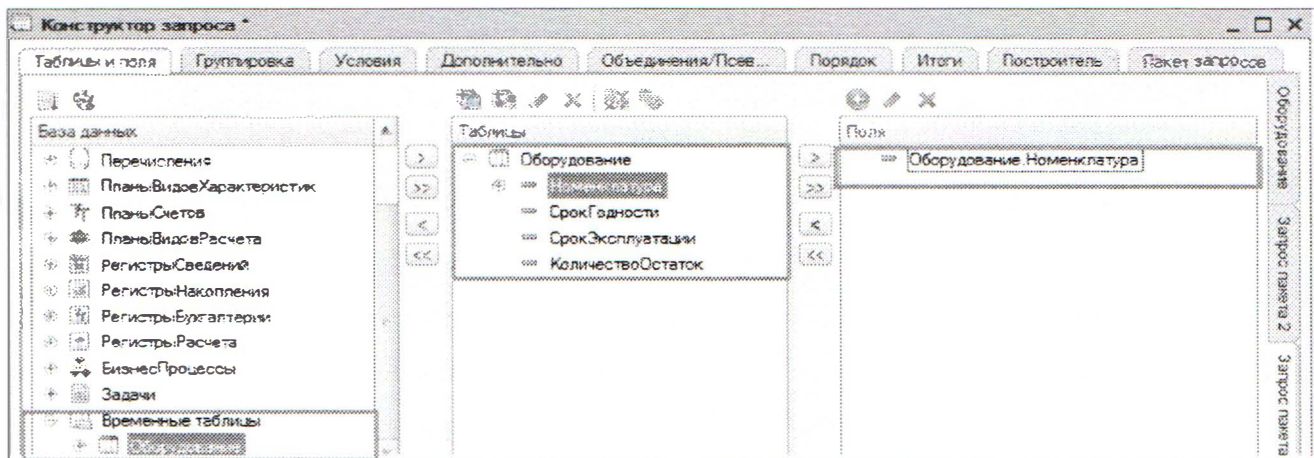 Конструктор запроса *
Таблицы и поля Группировка Условия Дополнительно Объединения/Псев... Порядок Итоги Построитель Пакет запросов
База данных
Перечисления
ПланыВидовХарактеристик
ПланыСчетов
ПланыВидовРасчета
РегистрыСведений
РегистрыНакопления
РегистрыБухгалтерии
РегистрыРасчета
БизнесПроцессы
Задачи
Временные таблицы
Оборудование
>
>>
<
<<
Таблицы
Оборудование
Номенклатура
СрокГодности
СрокЭксплуатации
КоличествоОстаток
>
>>
<
<<
Поля
Оборудование.Номенклатура
Оборудование
Запрос пакета 2
Запрос пакета